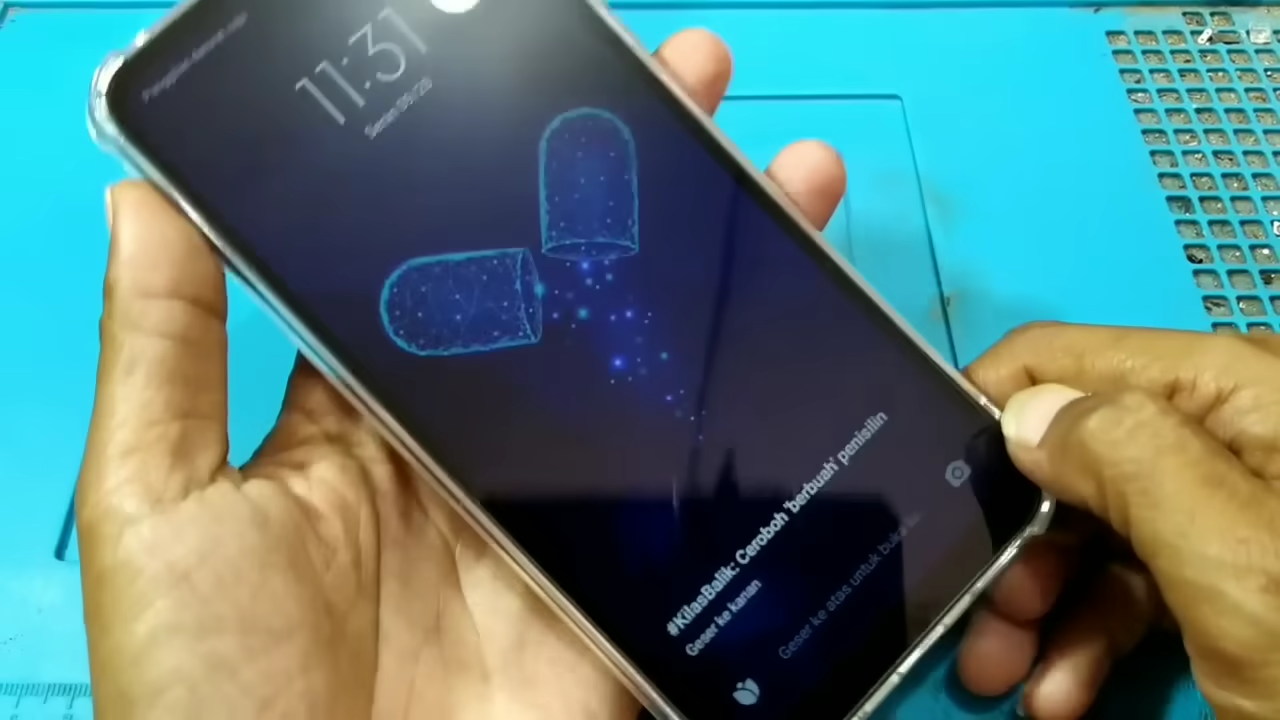 11:31
#KilasBalik: Ceroboh 'berbuah' penisilin
Geser ke kanan
Geser ke atas untuk buka